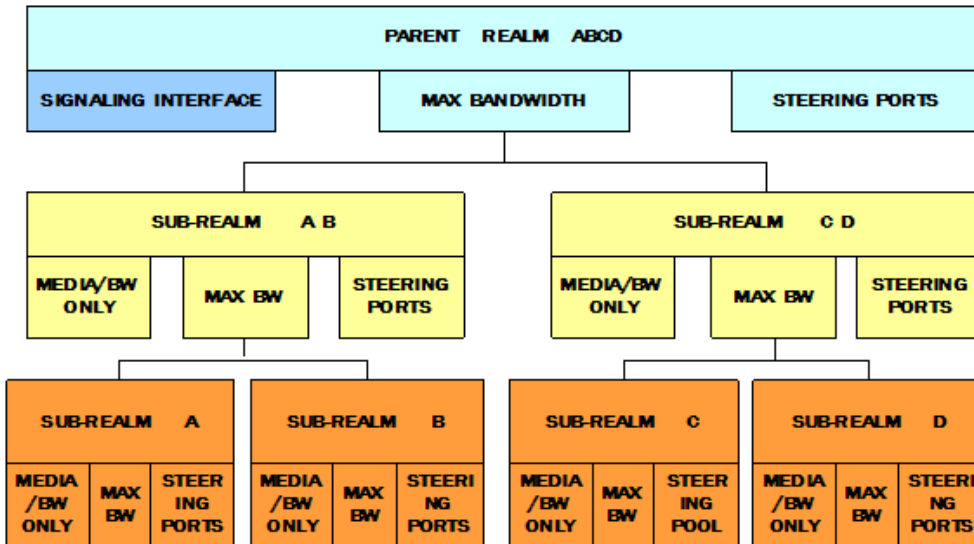 PARENT REALM ABCD
SIGNALING INTERFACE
MAX BANDWIDTH
STEERING PORTS
SUB-REALM A B
MEDIA/BW
ONLY
MAX BW
STEERING
PORTS
SUB-REALM C D
MEDIA/BW
ONLY
MAX BW
STEERING
PORTS
SUB-REALM A
MEDIA
/BW
ONLY
MAX
BW
STEER
ING
PORTS
SUB-REALM B
MEDIA
/BW
ONLY
MAX
BW
STEERI
NG
PORTS
SUB-REALM C
MEDIA
/BW
ONLY
MAX
BW
STEER
ING
POOL
SUB-REALM D
MEDIA
/BW
ONLY
MAX
BW
STEERI
NG
PORTS